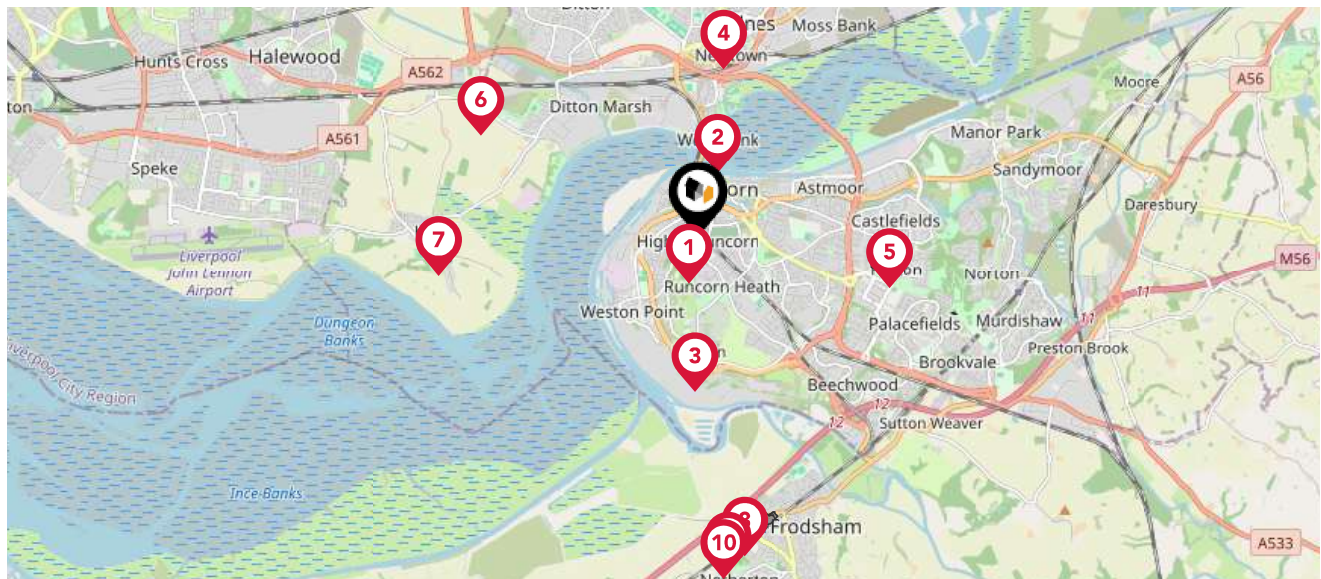 Moss Bank
4
Halewood
Hunts Cross
A562
A56
Moore
6
Ditton Marsh
A561
2
Manor Park
Speke
Sandymoor
Astmoor
Daresbury
Castlefields
7
1
5
Liverpool
John Lennon
Airport
M56
Norton
Runcorn Heath
11
Weston Point
11
Dungeon
Banks
Palacefields
Murdishaw
Preston Brook
3
Brookvale
Liverpool City Region
Beechwood
12
12
Sutton Weaver
Ince Banks
8
Frodsham
10
A533